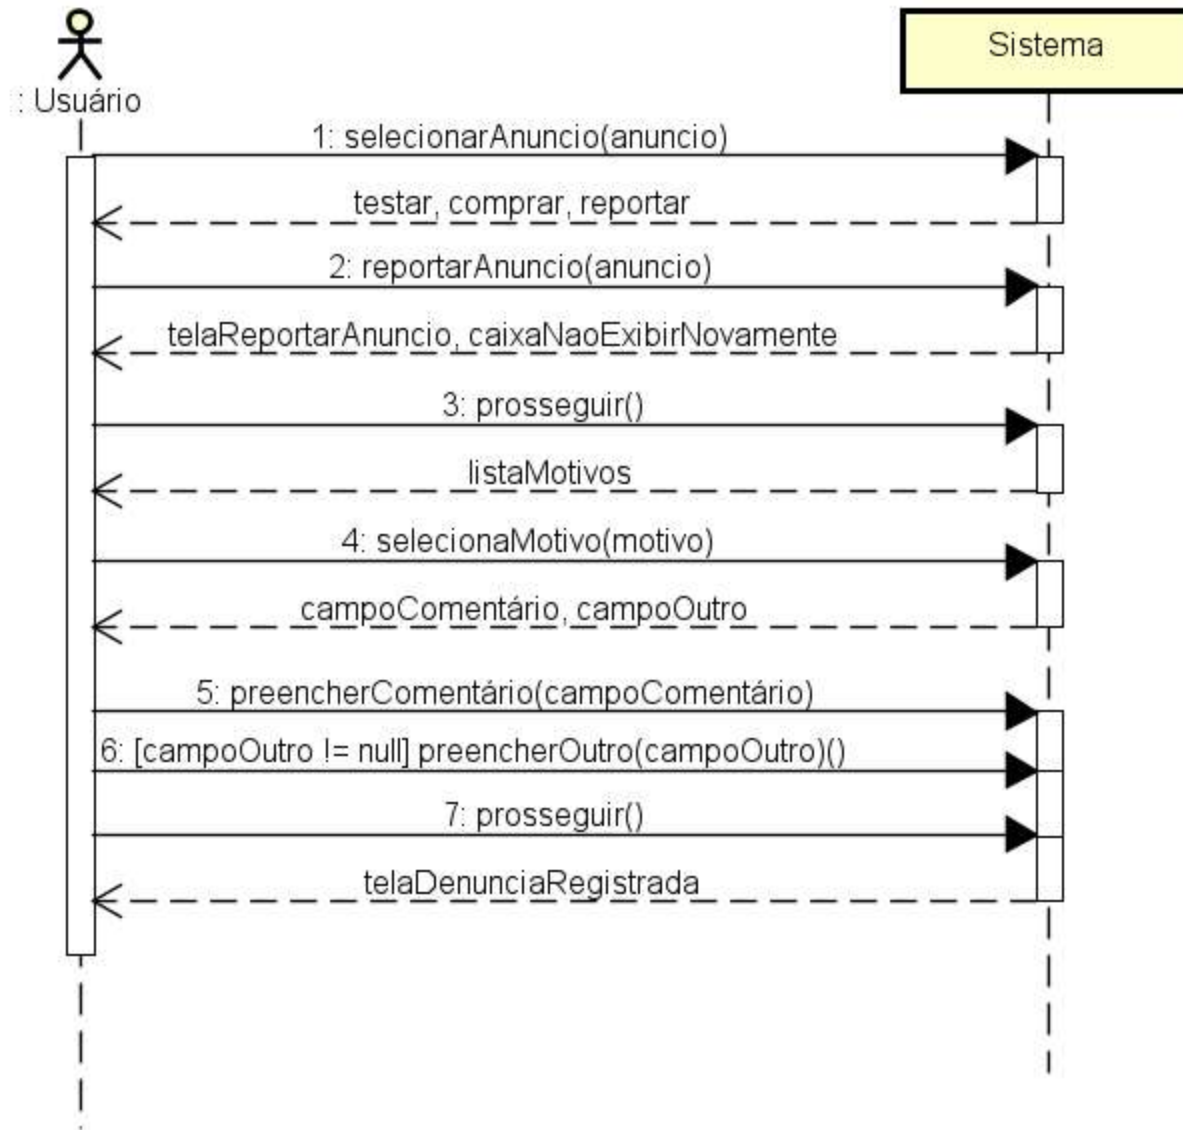 Sistema
: Usuário
1: selecionarAnuncio(anuncio)
testar, comprar, reportar
2: reportarAnuncio(anuncio)
telaReportarAnuncio, caixaNaoExibirNovamente
3: prosseguir()
listaMotivos
4: selecionaMotivo(motivo)
campoComentário, campoOutro
5: preencherComentário(campoComentário)
6: [campoOutro != null] preencherOutro(campoOutro)()
7: prosseguir()
telaDenunciaRegistrada